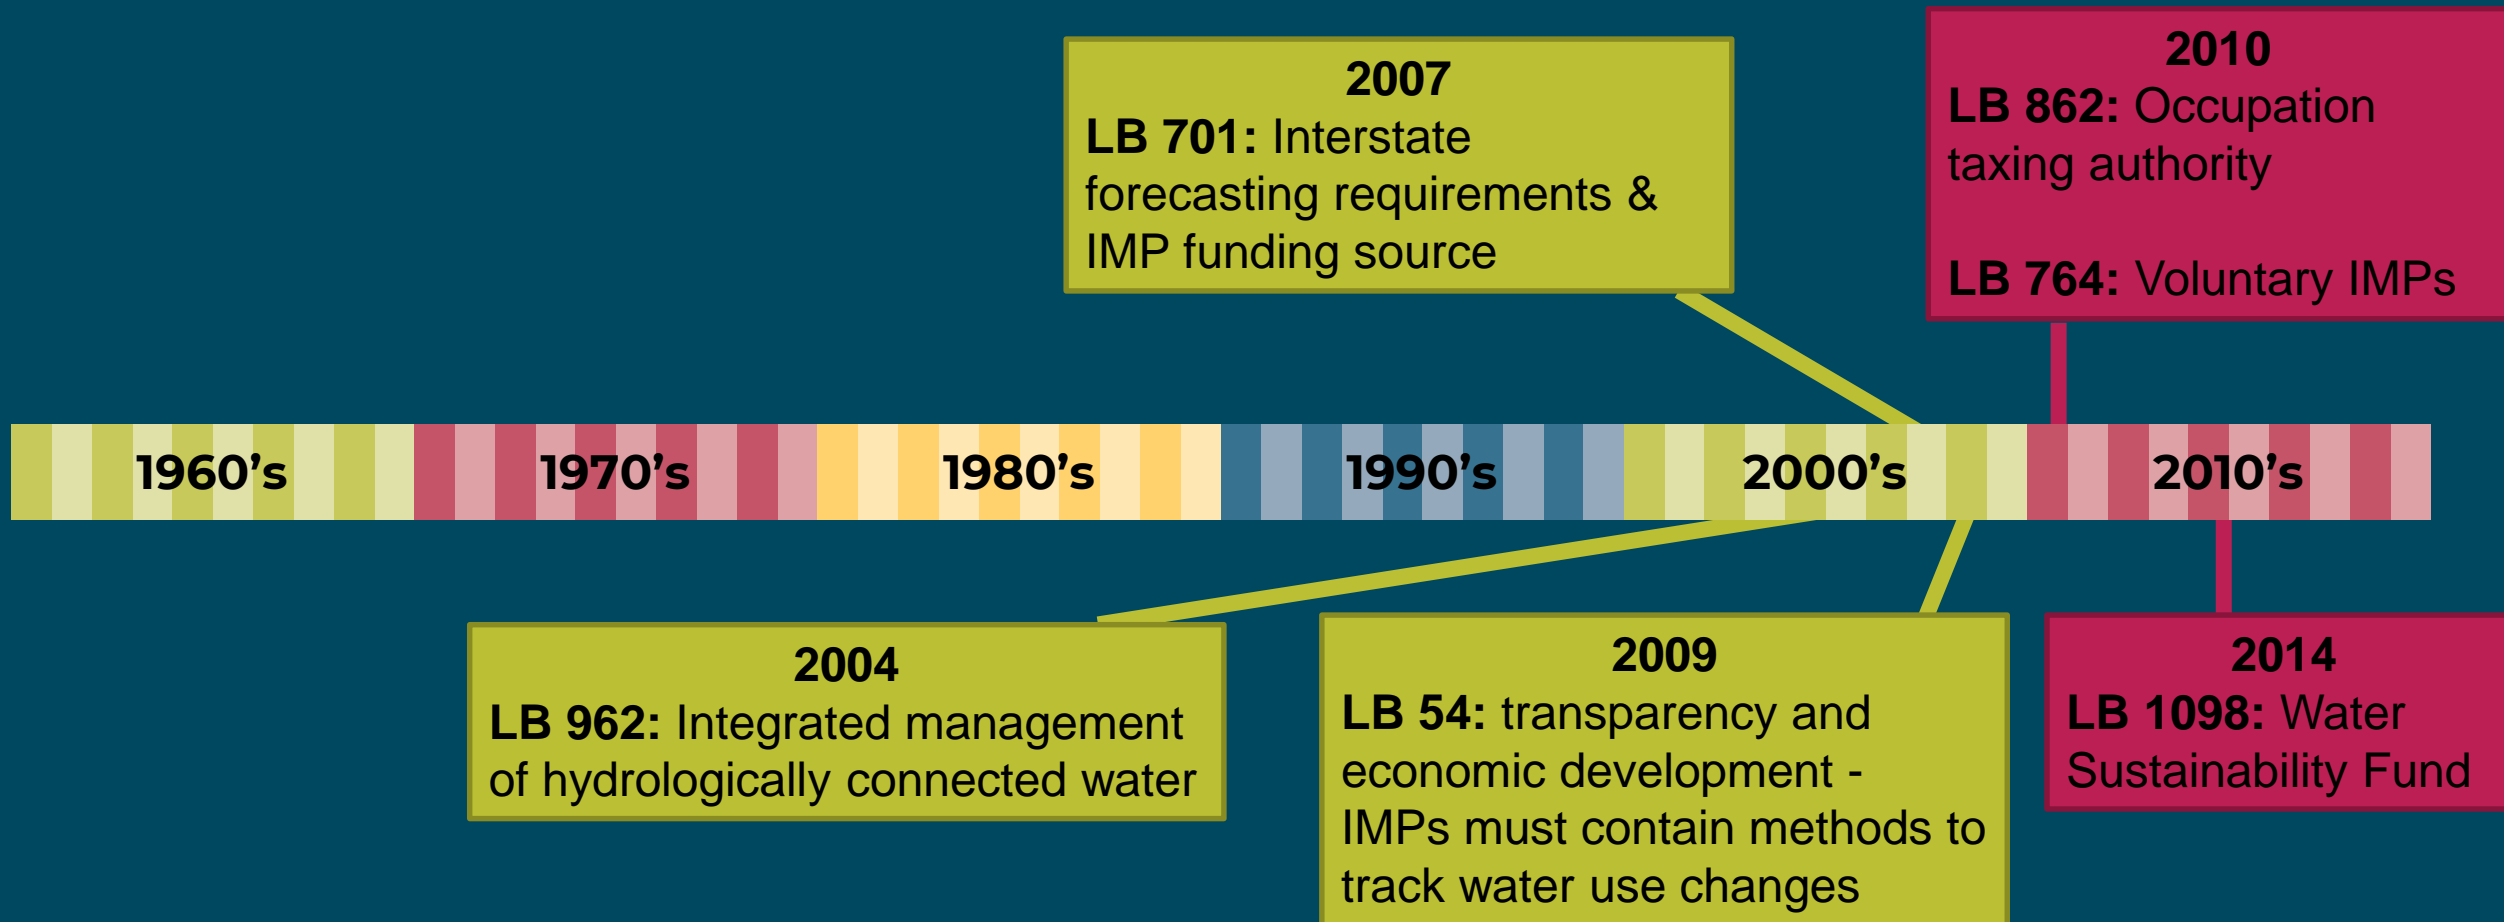 2007
LB 701: Interstate
forecasting requirements &
IMP funding source
2010
LB 862: Occupation
taxing authority
LB 764: Voluntary IMPs
1960’s
1970’s
1980’s
1990’s
2000’s
2010’s
2004
LB 962: Integrated management
of hydrologically connected water
2009
LB 54: transparency and
economic development -
IMPs must contain methods to
track water use changes
2014
LB 1098: Water
Sustainability Fund